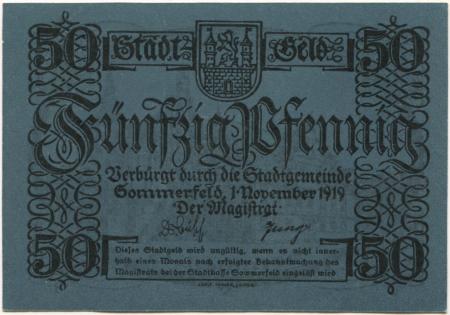 50 Stadt Geld 50
Fünfzig Pfennig
Verbürgt durch die Stadtgemeinde
Sommerfeld, 1·November 1919
Der Magistrat:
50 50
Dieses Stadtgeld wird ungültig, wenn es nicht inner-
halb eines Monats nach erfolgter Bekanntmachung des
Magistrats bei der Stadtkasse Sommerfeld eingelöst wird